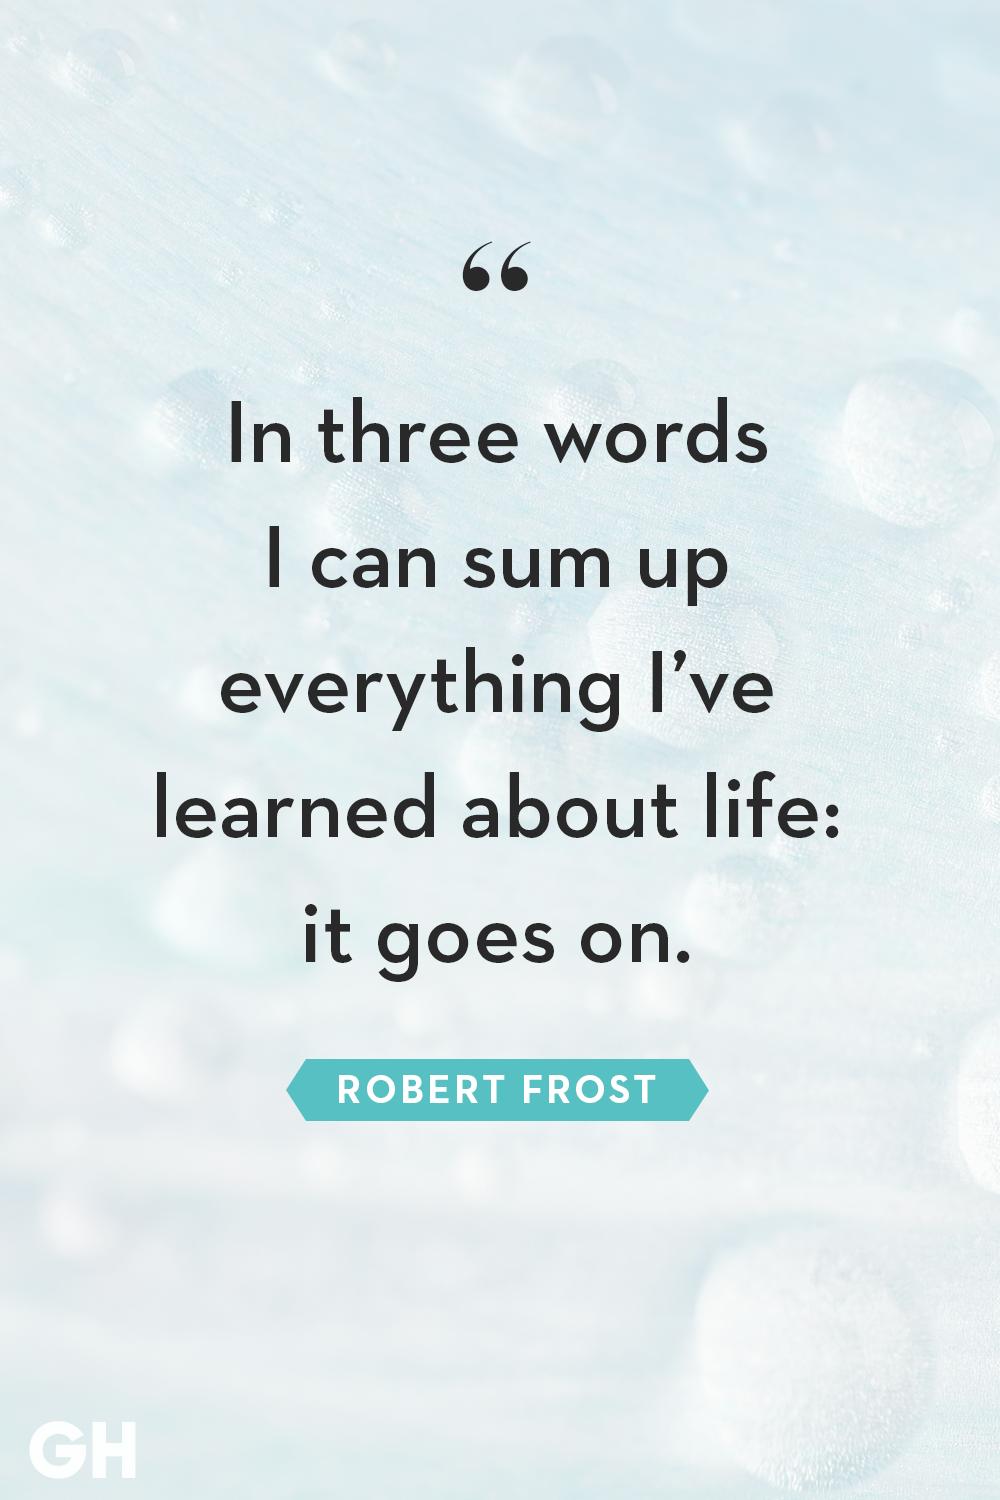 “
In three words
I can sum up
everything I’ve
learned about life:
it goes on.
ROBERT FROST
GH